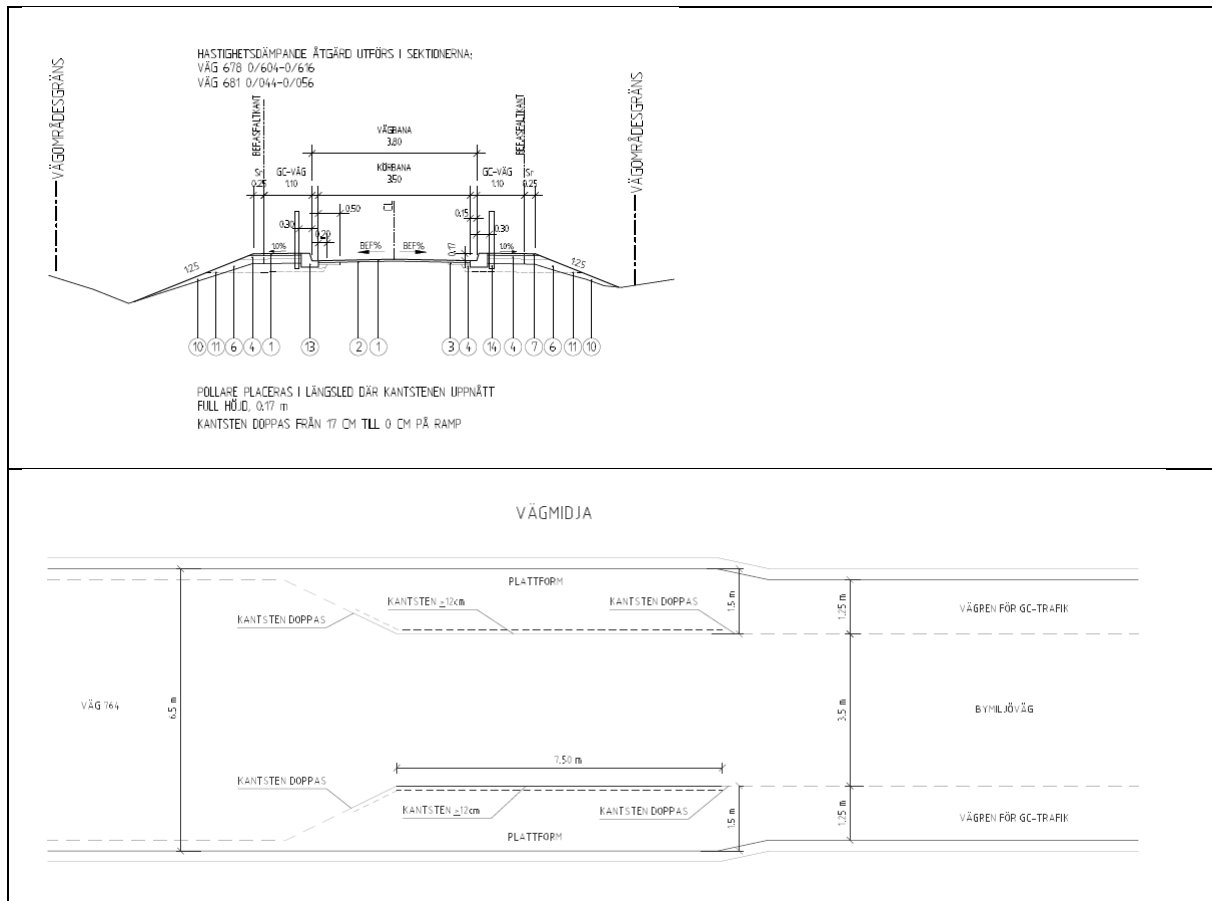 HASTIGHETSDÄMPANDE ÅTGÄRD UTFÖRS I SEKTIONERNA:
VÄG 678 0/604-0/616
VÄG 681 0/044-0/056
VÄGOMRÅDESGRÄNS
BEF.ASFALTKANT
VÄGBANA
3.80
BEF.ASFALTKANT
VÄGOMRÅDESGRÄNS
Sr
0.25
GC-VÄG
1.10
KÖRBANA
3.50
GC-VÄG
1.10
Sr
0.25
0.30
0.50
0.20
CL
0.15
0.30
0.17
1.0%
BEF%
BEF%
1.0%
1:2.5
1:2.5
10 11 6 4 1 13 2 1 3 4 14 4 7 6 11 10
POLLARE PLACERAS I LÄNGSLED DÄR KANTSTENEN UPPNÅTT
FULL HÖJD, 0.17 m
KANTSTEN DOPPAS FRÅN 17 CM TILL 0 CM PÅ RAMP
VÄGMIDJA
PLATTFORM
KANTSTEN ≥12cm
KANTSTEN DOPPAS
KANTSTEN DOPPAS
1.5 m
1.25 m
VÄGREN FÖR GC-TRAFIK
VÄG 764
6.5 m
3.5 m
BYMILJÖVÄG
7.50 m
KANTSTEN DOPPAS
KANTSTEN ≥12cm
KANTSTEN DOPPAS
PLATTFORM
1.5 m
1.25 m
VÄGREN FÖR GC-TRAFIK